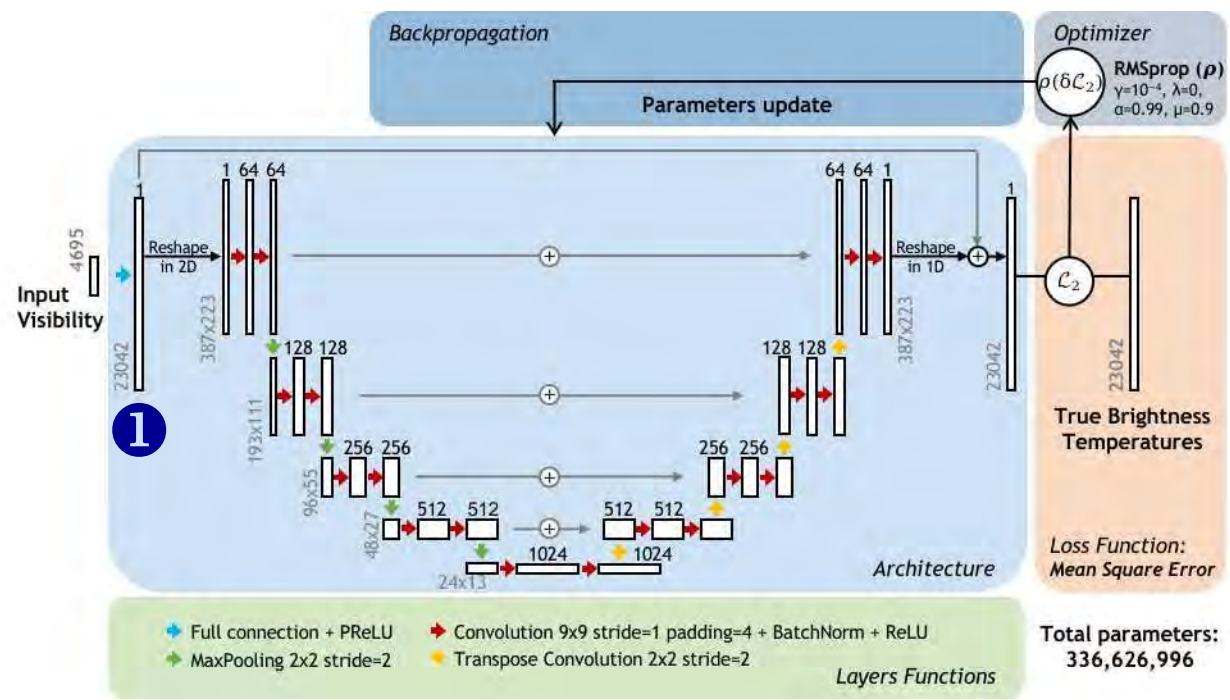 Backpropagation
Optimizer
ρ(δℒ₂)
RMSprop (ρ)
γ=10⁻⁴, λ=0,
α=0.99, μ=0.9
Parameters update
1
1 64 64
64 64 1
1
4695
Reshape
in 2D
Reshape
in 1D
ℒ₂
Input
Visibility
23042
387x223
387x223
23042
23042
128 128
128 128
193x111
1
True Brightness
Temperatures
256 256
256 256
96x55
512 512
512 512
48x27
1024
1024
24x13
Architecture
Loss Function:
Mean Square Error
Full connection + PReLU
Convolution 9x9 stride=1 padding=4 + BatchNorm + ReLU
MaxPooling 2x2 stride=2
Transpose Convolution 2x2 stride=2
Layers Functions
Total parameters:
336,626,996